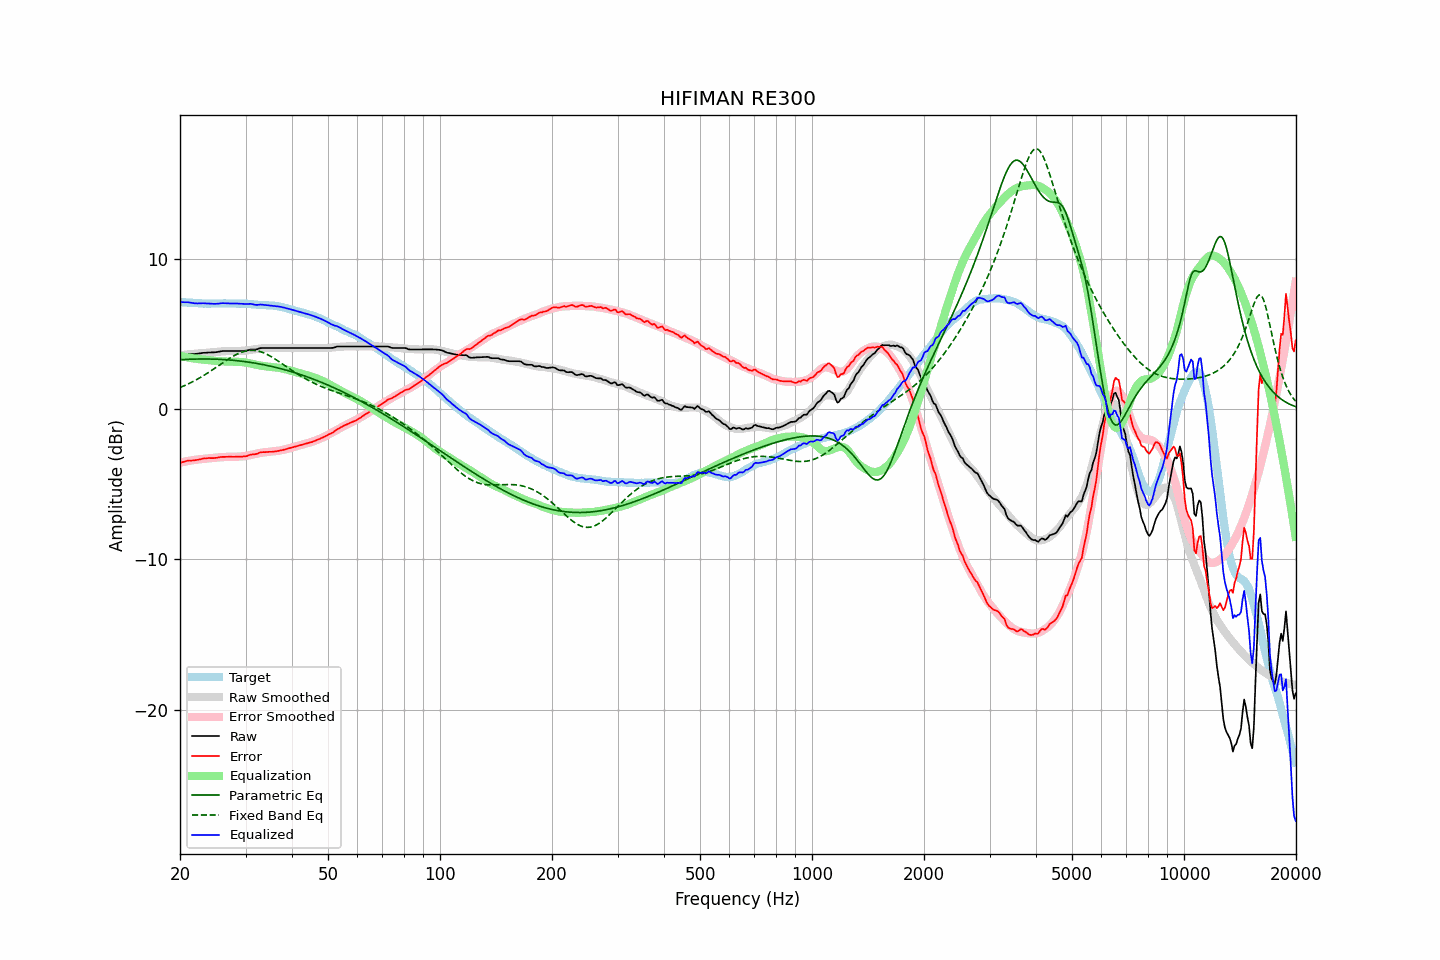 HIFIMAN RE300
Amplitude (dBr)
10
0
−10
−20
Target
Raw Smoothed
Error Smoothed
Raw
Error
Equalization
Parametric Eq
Fixed Band Eq
Equalized
20 50 100 200 500 1000 2000 5000 10000 20000
Frequency (Hz)